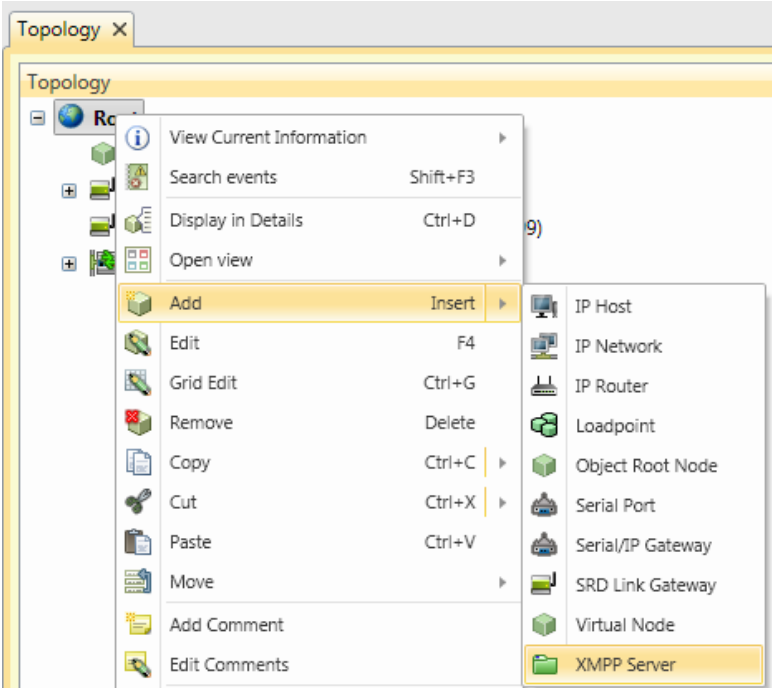 Topology
Topology
View Current Information
Search events Shift+F3
Display in Details Ctrl+D
9)
Open view
Add Insert
Edit F4
Grid Edit Ctrl+G
Remove Delete
Copy Ctrl+C
Cut Ctrl+X
Paste Ctrl+V
Move
Add Comment
Edit Comments
IP Host
IP Network
IP Router
Loadpoint
Object Root Node
Serial Port
Serial/IP Gateway
SRD Link Gateway
Virtual Node
XMPP Server